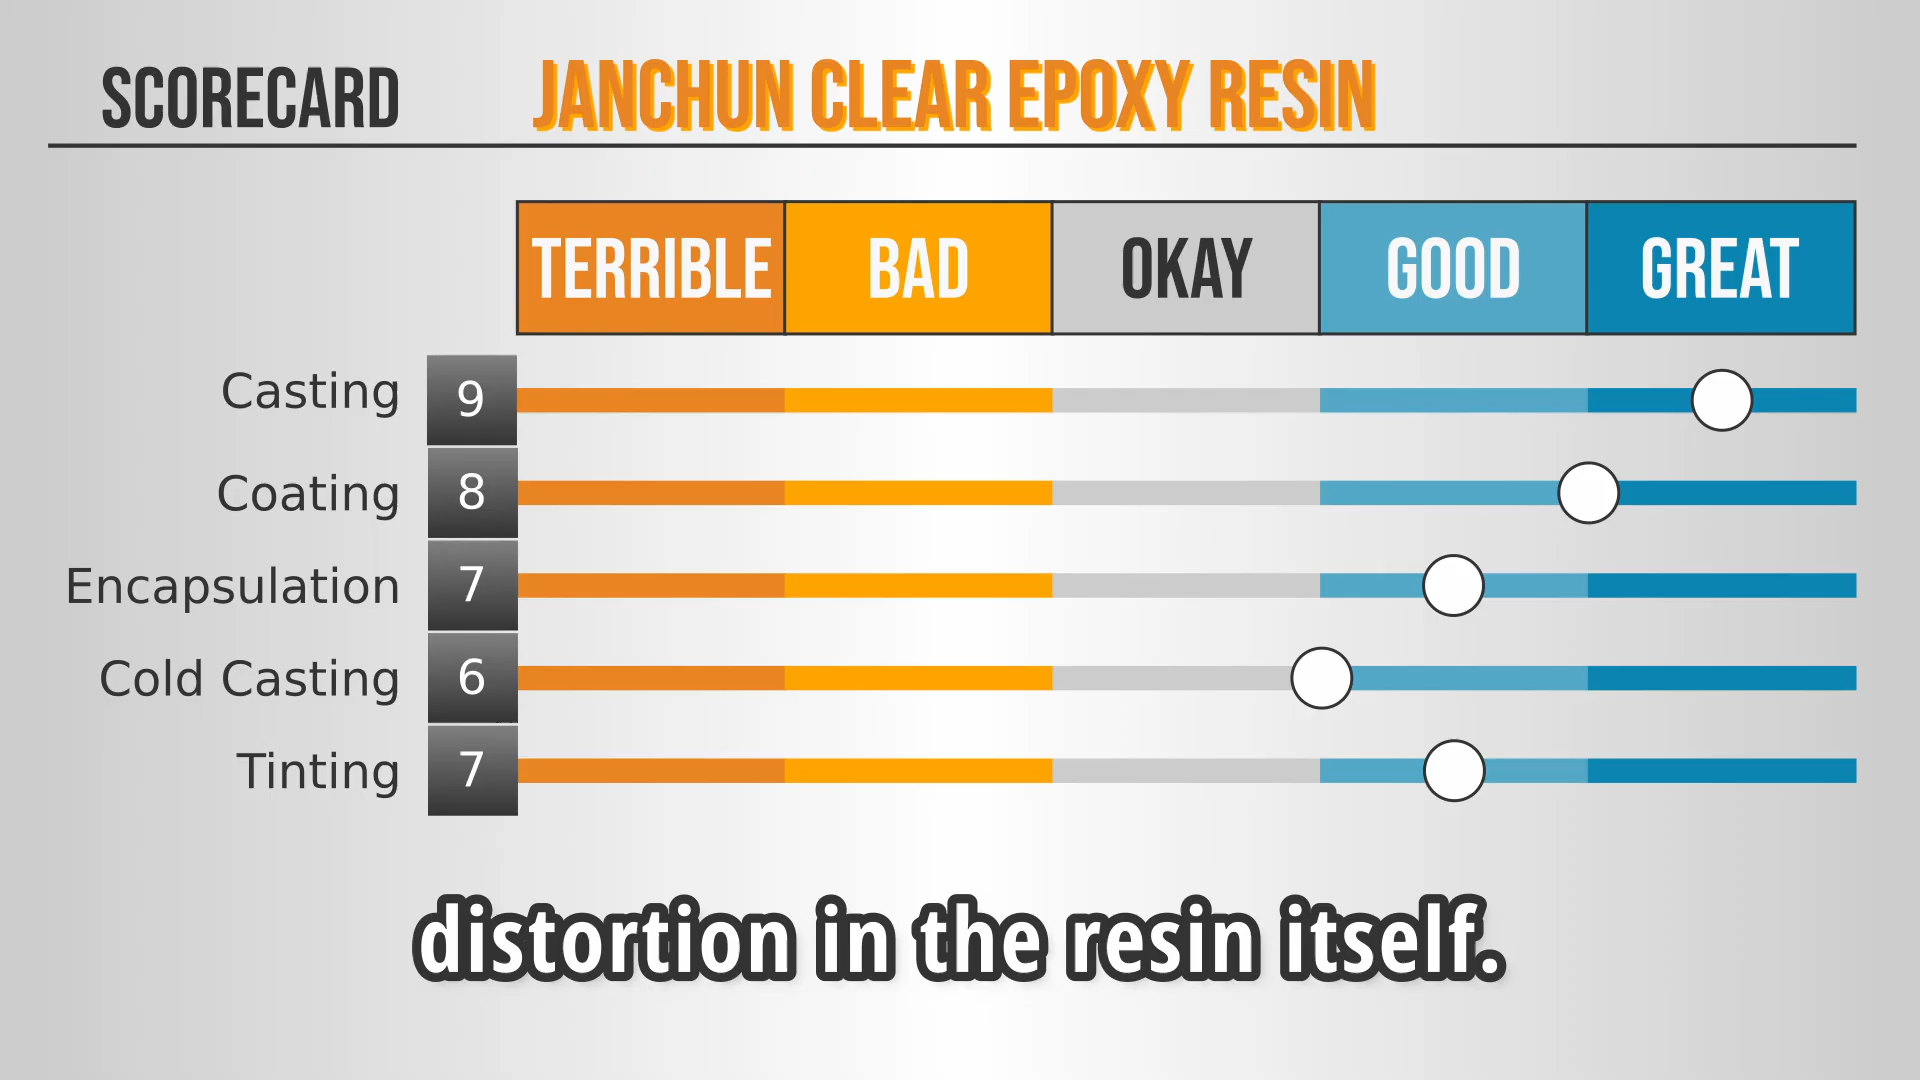 SCORECARD JANCHUN CLEAR EPOXY RESIN
TERRIBLE BAD OKAY GOOD GREAT
Casting 9
Coating 8
Encapsulation 7
Cold Casting 6
Tinting 7
distortion in the resin itself.